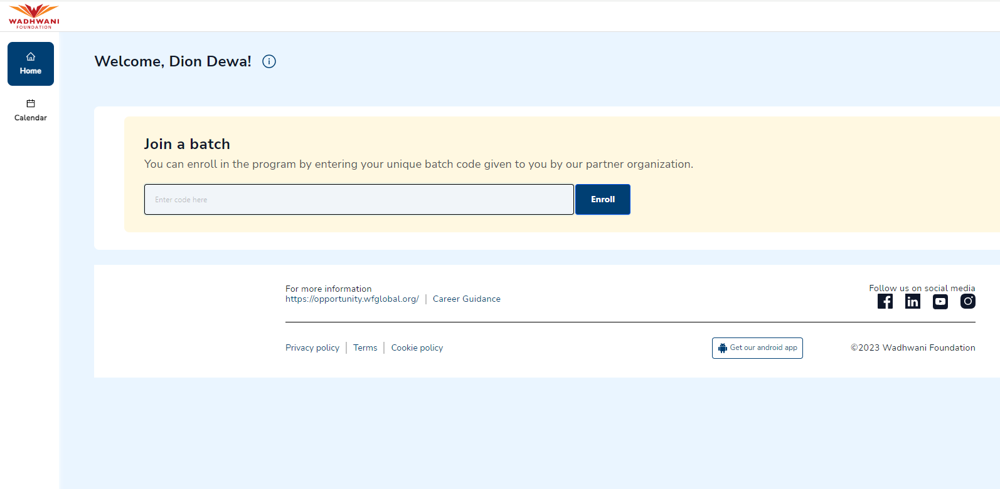 WADHWANI
FOUNDATION
Home
Calendar
Welcome, Dion Dewa!
Join a batch
You can enroll in the program by entering your unique batch code given to you by our partner organization.
Enter code here
Enroll
For more information
https://opportunity.wfglobal.org/ | Career Guidance
Follow us on social media
Privacy policy | Terms | Cookie policy
Get our android app
©2023 Wadhwani Foundation